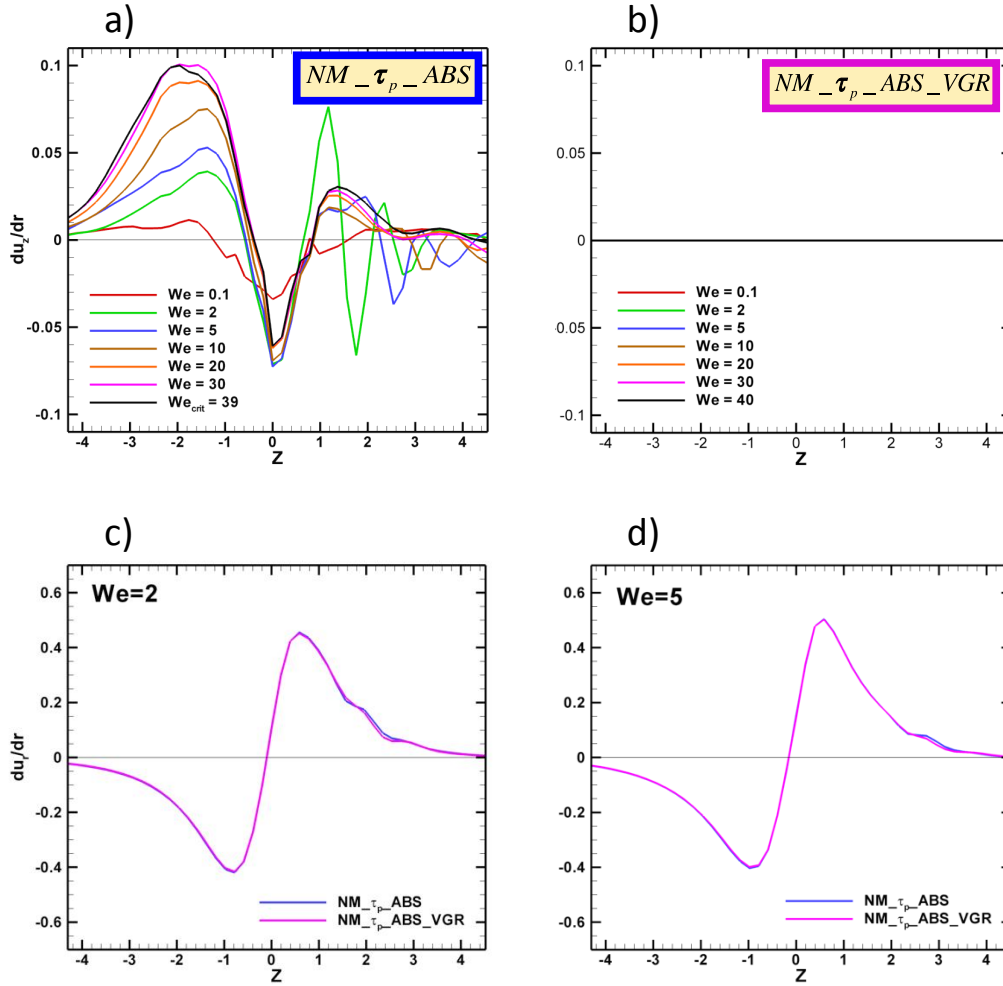 a)
NM_τp_ABS
0.1
0.05
0
-0.05
-0.1
duz/dr
We = 0.1
We = 2
We = 5
We = 10
We = 20
We = 30
Wecrit = 39
-4 -3 -2 -1 0 1 2 3 4
Z
b)
NM_τp_ABS_VGR
0.1
0.05
0
-0.05
-0.1
We = 0.1
We = 2
We = 5
We = 10
We = 20
We = 30
We = 40
-4 -3 -2 -1 0 1 2 3 4
Z
c)
We=2
0.6
0.4
0.2
0
-0.2
-0.4
-0.6
dur/dr
NM_τp_ABS
NM_τp_ABS_VGR
-4 -3 -2 -1 0 1 2 3 4
Z
d)
We=5
0.6
0.4
0.2
0
-0.2
-0.4
-0.6
dur/dr
NM_τp_ABS
NM_τp_ABS_VGR
-4 -3 -2 -1 0 1 2 3 4
Z